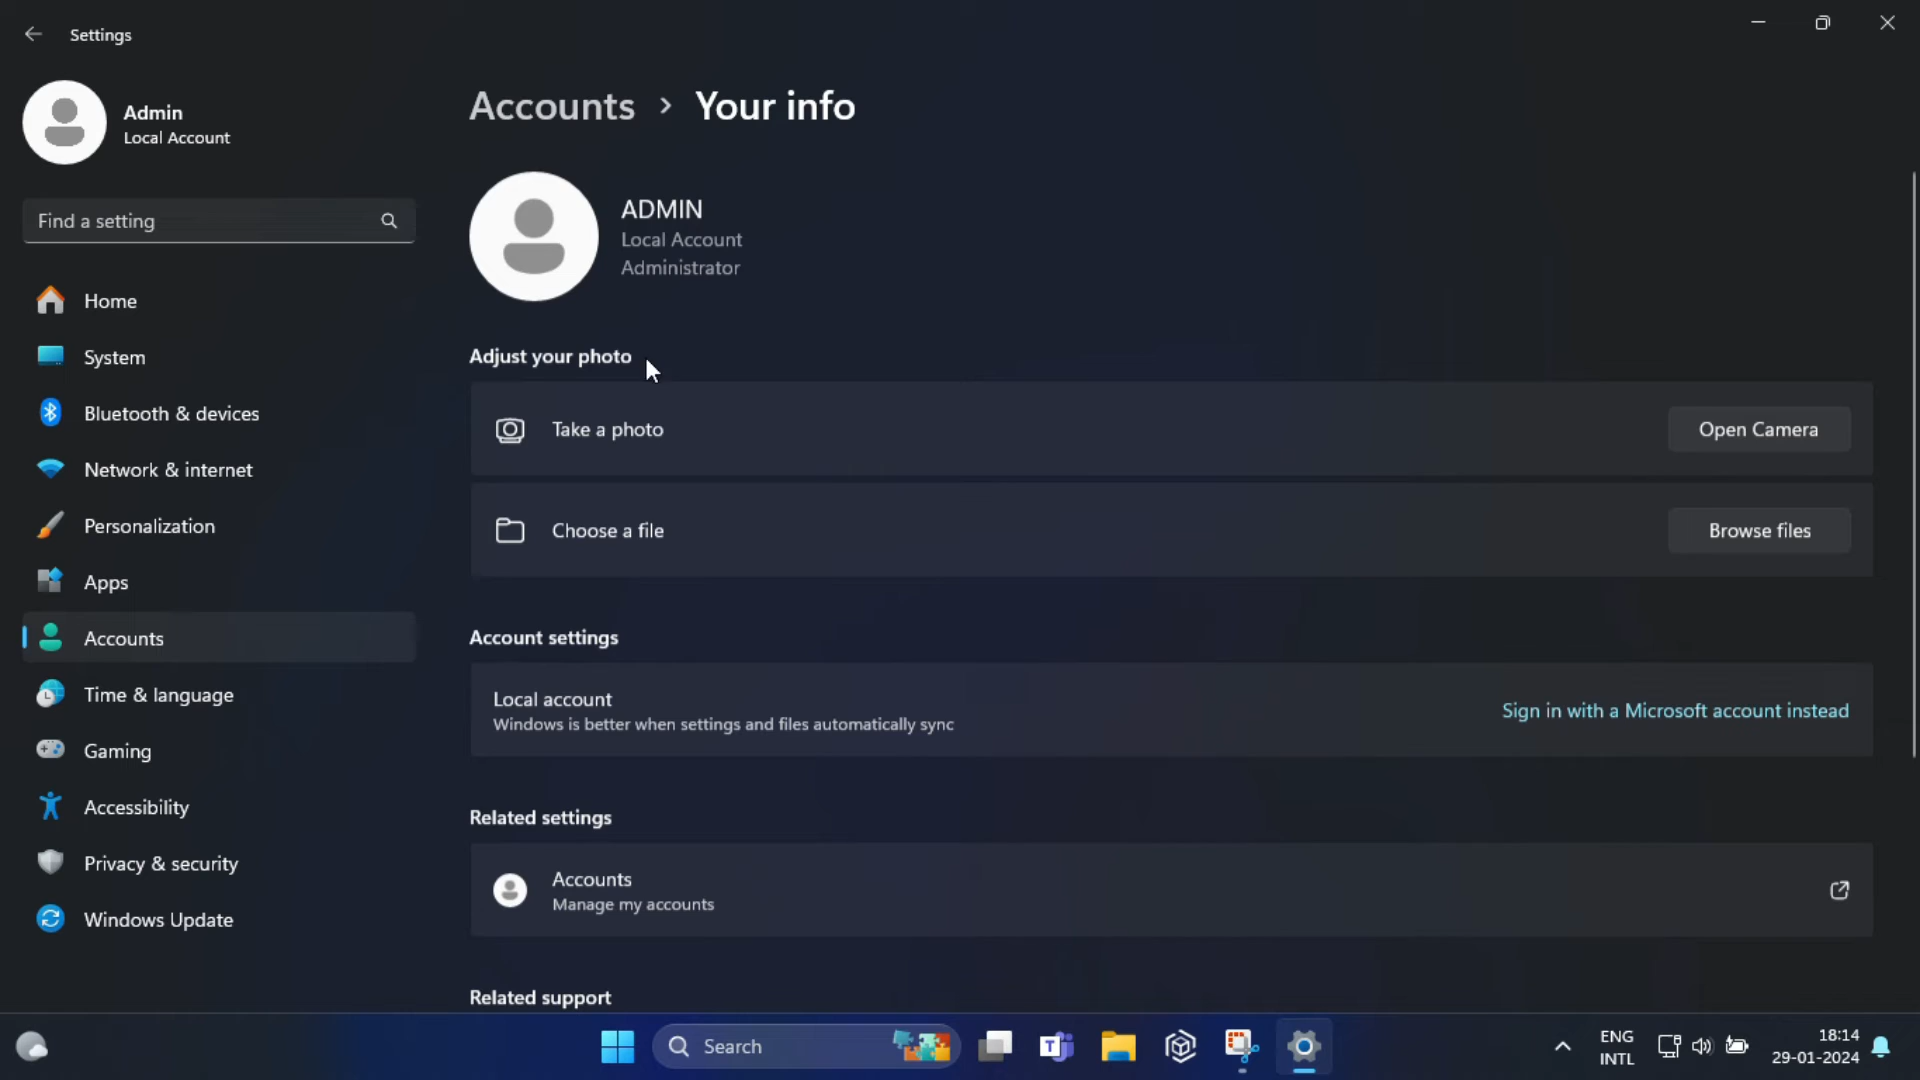 Settings
Admin
Local Account
Find a setting
Home
System
Bluetooth & devices
Network & internet
Personalization
Apps
Accounts
Time & language
Gaming
Accessibility
Privacy & security
Windows Update
Accounts > Your info
ADMIN
Local Account
Administrator
Adjust your photo
Take a photo
Open Camera
Choose a file
Browse files
Account settings
Local account
Windows is better when settings and files automatically sync
Sign in with a Microsoft account instead
Related settings
Accounts
Manage my accounts
Related support
Search
T
ENG
INTL
18:14
29-01-2024